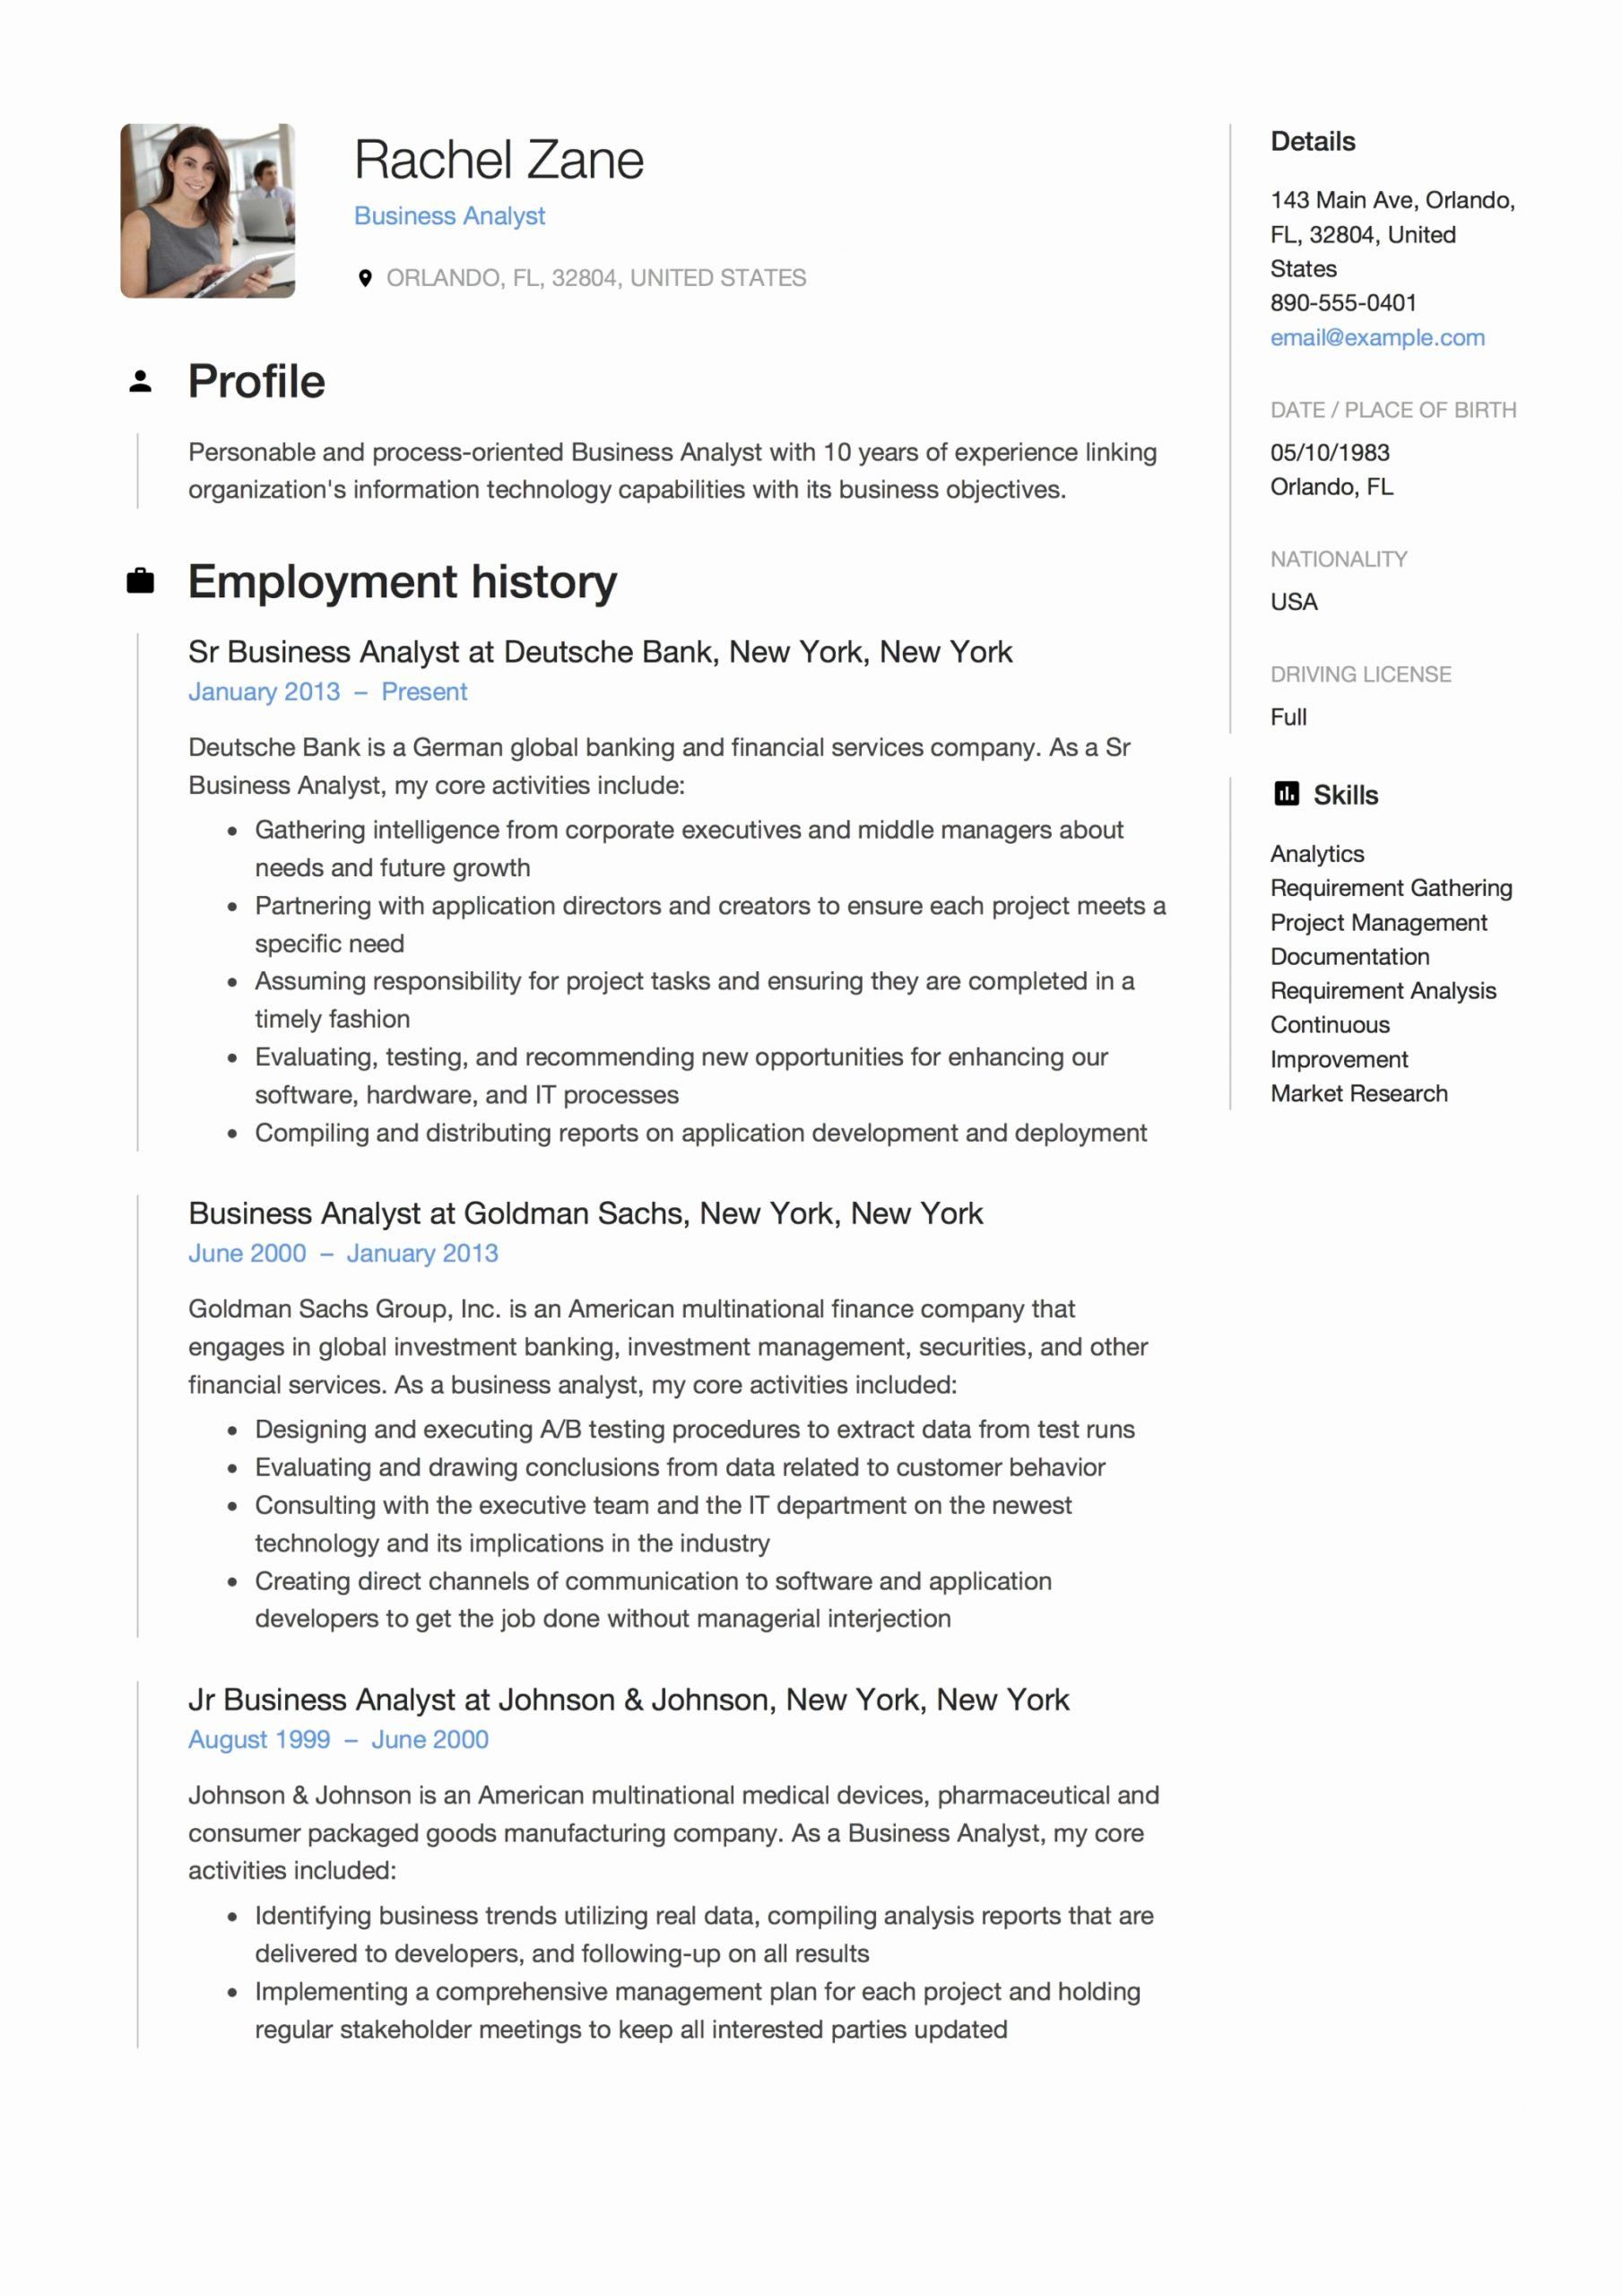 Rachel Zane
Business Analyst
ORLANDO, FL, 32804, UNITED STATES
Profile
Personable and process-oriented Business Analyst with 10 years of experience linking
organization's information technology capabilities with its business objectives.
Employment history
Sr Business Analyst at Deutsche Bank, New York, New York
January 2013 – Present
Deutsche Bank is a German global banking and financial services company. As a Sr
Business Analyst, my core activities include:
• Gathering intelligence from corporate executives and middle managers about
needs and future growth
• Partnering with application directors and creators to ensure each project meets a
specific need
• Assuming responsibility for project tasks and ensuring they are completed in a
timely fashion
• Evaluating, testing, and recommending new opportunities for enhancing our
software, hardware, and IT processes
• Compiling and distributing reports on application development and deployment
Business Analyst at Goldman Sachs, New York, New York
June 2000 – January 2013
Goldman Sachs Group, Inc. is an American multinational finance company that
engages in global investment banking, investment management, securities, and other
financial services. As a business analyst, my core activities included:
• Designing and executing A/B testing procedures to extract data from test runs
• Evaluating and drawing conclusions from data related to customer behavior
• Consulting with the executive team and the IT department on the newest
technology and its implications in the industry
• Creating direct channels of communication to software and application
developers to get the job done without managerial interjection
Jr Business Analyst at Johnson & Johnson, New York, New York
August 1999 – June 2000
Johnson & Johnson is an American multinational medical devices, pharmaceutical and
consumer packaged goods manufacturing company. As a Business Analyst, my core
activities included:
• Identifying business trends utilizing real data, compiling analysis reports that are
delivered to developers, and following-up on all results
• Implementing a comprehensive management plan for each project and holding
regular stakeholder meetings to keep all interested parties updated
Details
143 Main Ave, Orlando,
FL, 32804, United
States
890-555-0401
email@example.com
DATE / PLACE OF BIRTH
05/10/1983
Orlando, FL
NATIONALITY
USA
DRIVING LICENSE
Full
Skills
Analytics
Requirement Gathering
Project Management
Documentation
Requirement Analysis
Continuous
Improvement
Market Research